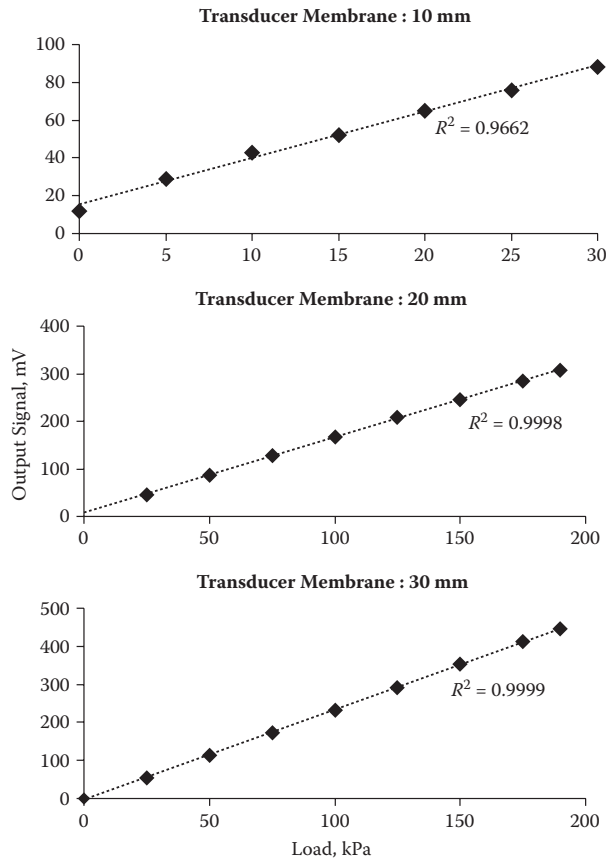 Transducer Membrane : 10 mm
100
80
60
40
20
0
R² = 0.9662
0 5 10 15 20 25 30
Transducer Membrane : 20 mm
Output Signal, mV
400
300
200
100
0
R² = 0.9998
0 50 100 150 200
Transducer Membrane : 30 mm
500
400
300
200
100
0
R² = 0.9999
0 50 100 150 200
Load, kPa